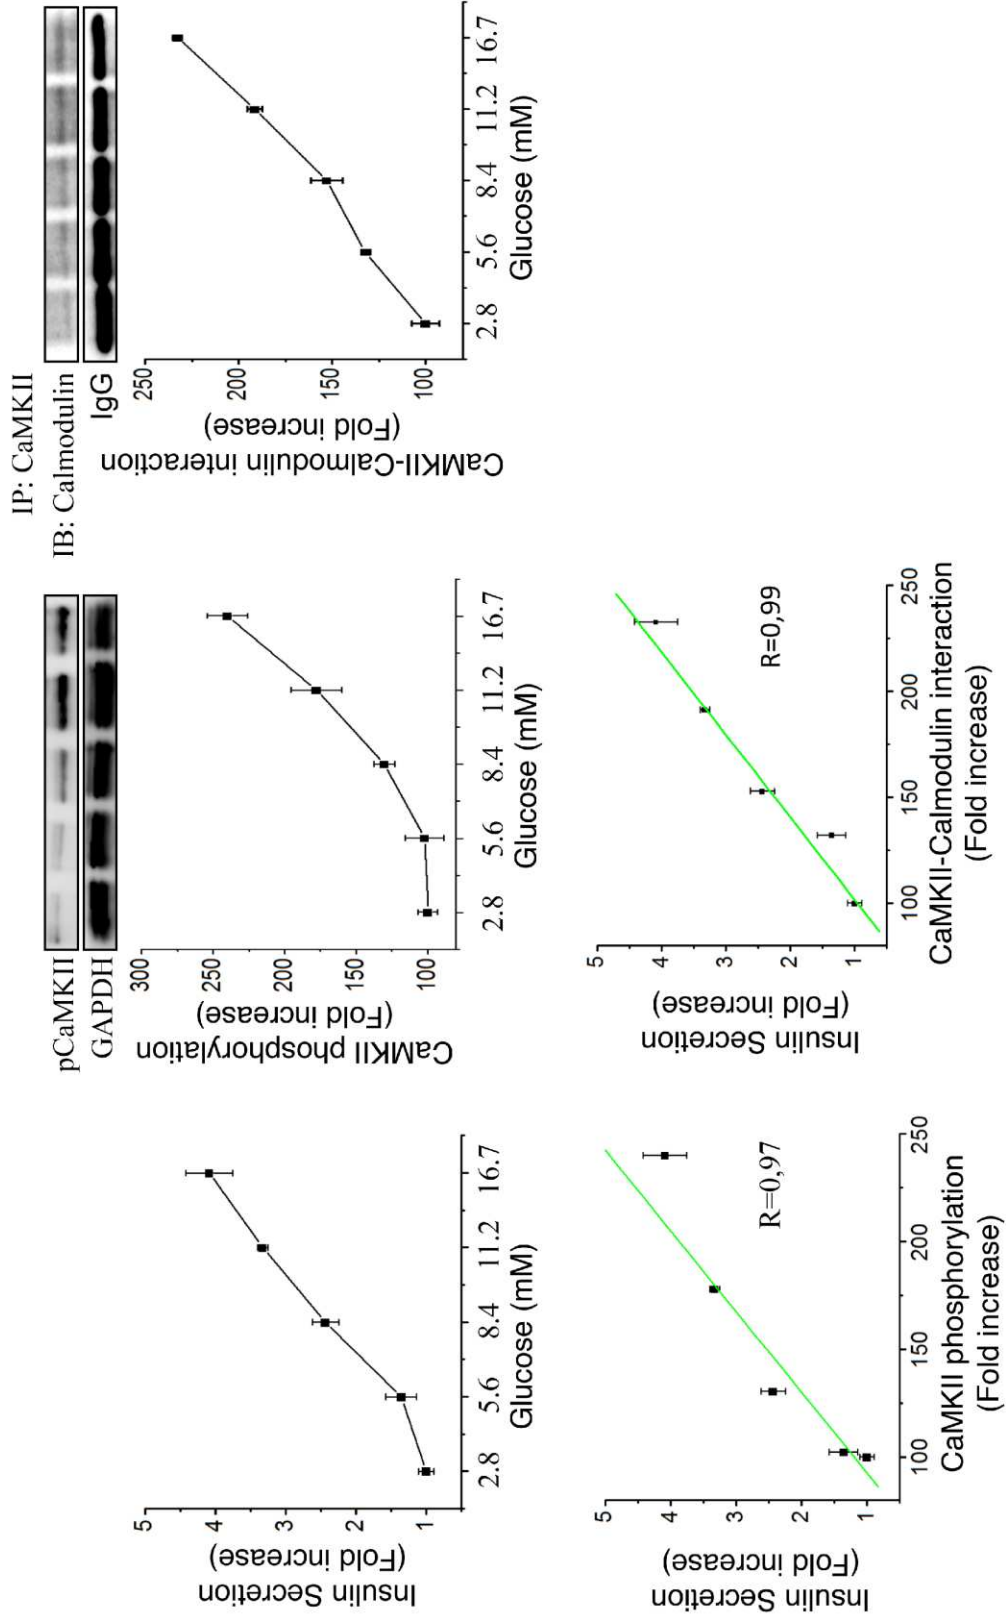 5
4
3
2
1
Insulin Secretion
(Fold increase)
2.8 5.6 8.4 11.2 16.7
Glucose (mM)
pCaMKII
GAPDH
300
250
200
150
100
CaMKII phosphorylation
(Fold increase)
2.8 5.6 8.4 11.2 16.7
Glucose (mM)
IP: CaMKII
IB: Calmodulin
IgG
250
200
150
100
CaMKII-Calmodulin interaction
(Fold increase)
2.8 5.6 8.4 11.2 16.7
Glucose (mM)
5
4
3
2
1
Insulin Secretion
(Fold increase)
R=0,97
100 150 200 250
CaMKII phosphorylation
(Fold increase)
5
4
3
2
1
Insulin Secretion
(Fold increase)
R=0,99
100 150 200 250
CaMKII-Calmodulin interaction
(Fold increase)